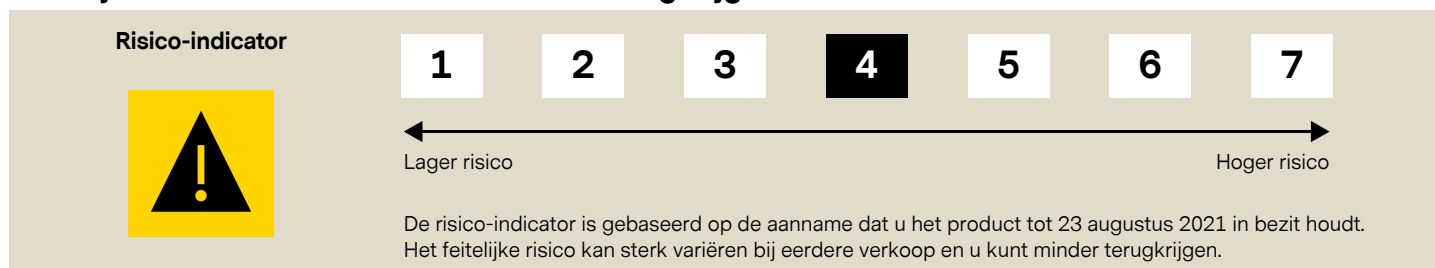 Risico-indicator
1 2 3 4 5 6 7
Lager risico Hoger risico
De risico-indicator is gebaseerd op de aanname dat u het product tot 23 augustus 2021 in bezit houdt.
Het feitelijke risico kan sterk variëren bij eerdere verkoop en u kunt minder terugkrijgen.